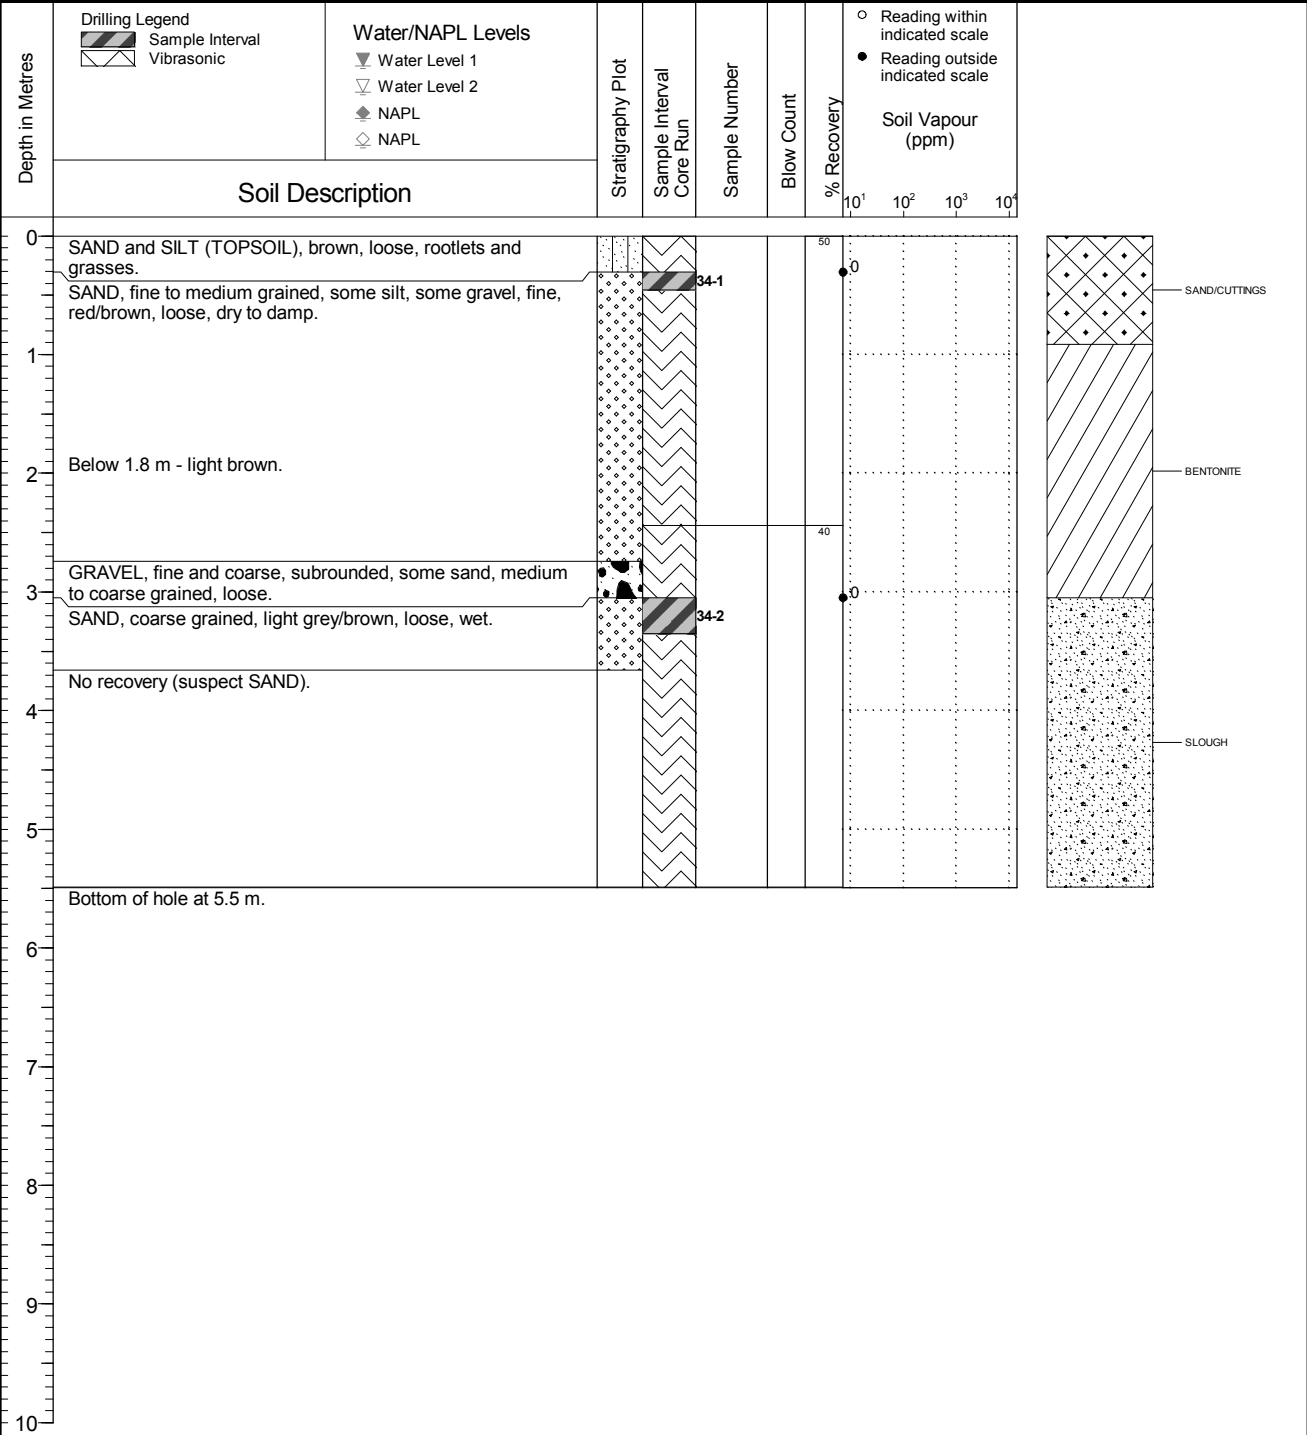 Drilling Legend
Sample Interval
Vibrasonic
Water/NAPL Levels
Water Level 1
Water Level 2
NAPL
NAPL
Depth in Metres
Soil Description
Stratigraphy Plot
Sample Interval
Core Run
Sample Number
Blow Count
% Recovery
Reading within
indicated scale
Reading outside
indicated scale
Soil Vapour
(ppm)
10¹ 10² 10³ 10⁴
0
SAND and SILT (TOPSOIL), brown, loose, rootlets and
grasses.
50
0
34-1
SAND, fine to medium grained, some silt, some gravel, fine,
red/brown, loose, dry to damp.
SAND/CUTTINGS
1
Below 1.8 m - light brown.
2
BENTONITE
40
GRAVEL, fine and coarse, subrounded, some sand, medium
to coarse grained, loose.
3
0
SAND, coarse grained, light grey/brown, loose, wet.
34-2
No recovery (suspect SAND).
4
SLOUGH
5
Bottom of hole at 5.5 m.
6
7
8
9
10